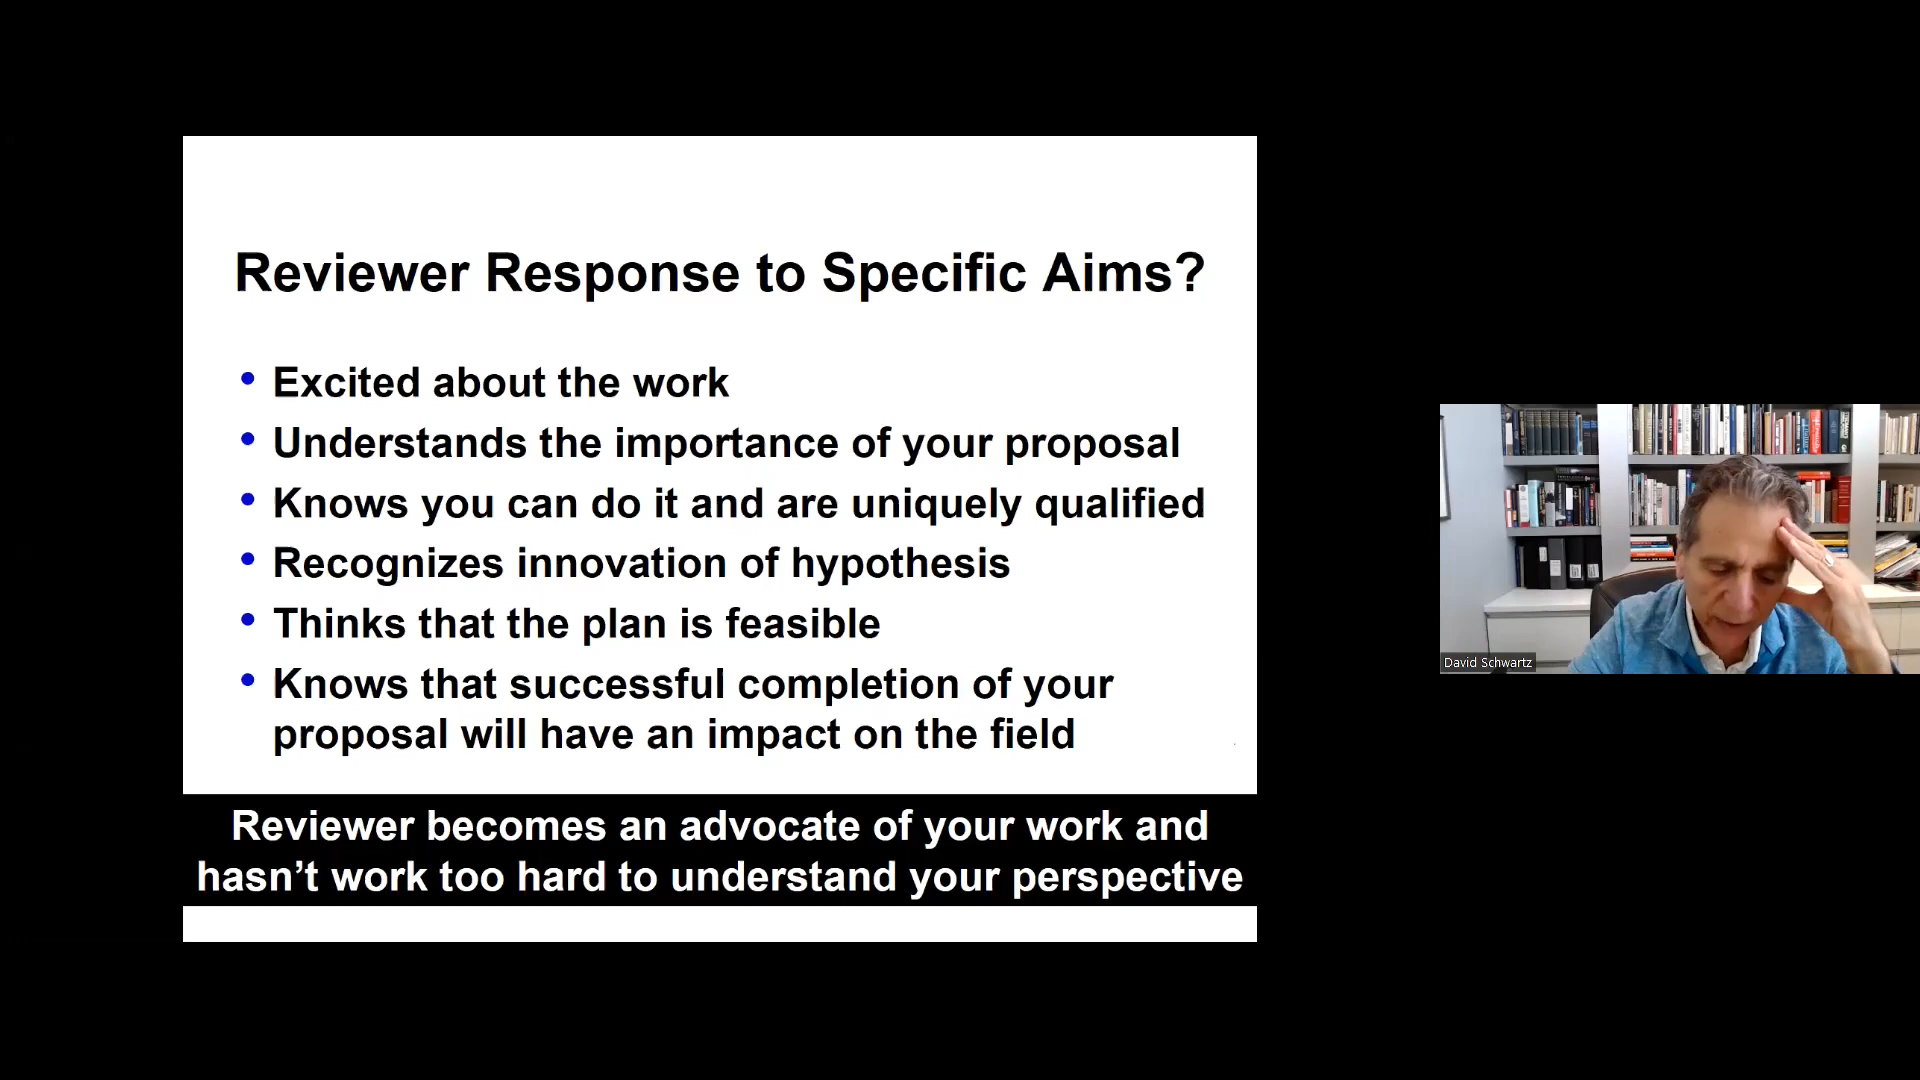 Reviewer Response to Specific Aims?
• Excited about the work
• Understands the importance of your proposal
• Knows you can do it and are uniquely qualified
• Recognizes innovation of hypothesis
• Thinks that the plan is feasible
• Knows that successful completion of your
proposal will have an impact on the field
Reviewer becomes an advocate of your work and
hasn’t work too hard to understand your perspective
David Schwartz